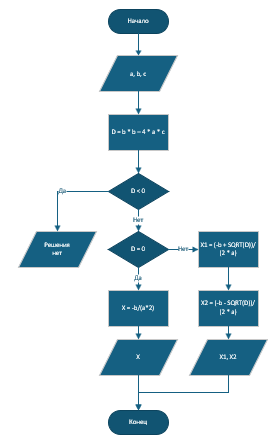 Начало
a, b, c
D = b * b – 4 * a * c
D < 0
Да
Нет
Решения
нет
D = 0
Нет
X1 = (-b + SQRT(D))/
(2 * a)
Да
X = -b/(a*2)
X2 = (-b - SQRT(D))/
(2 * a)
X
X1, X2
Конец